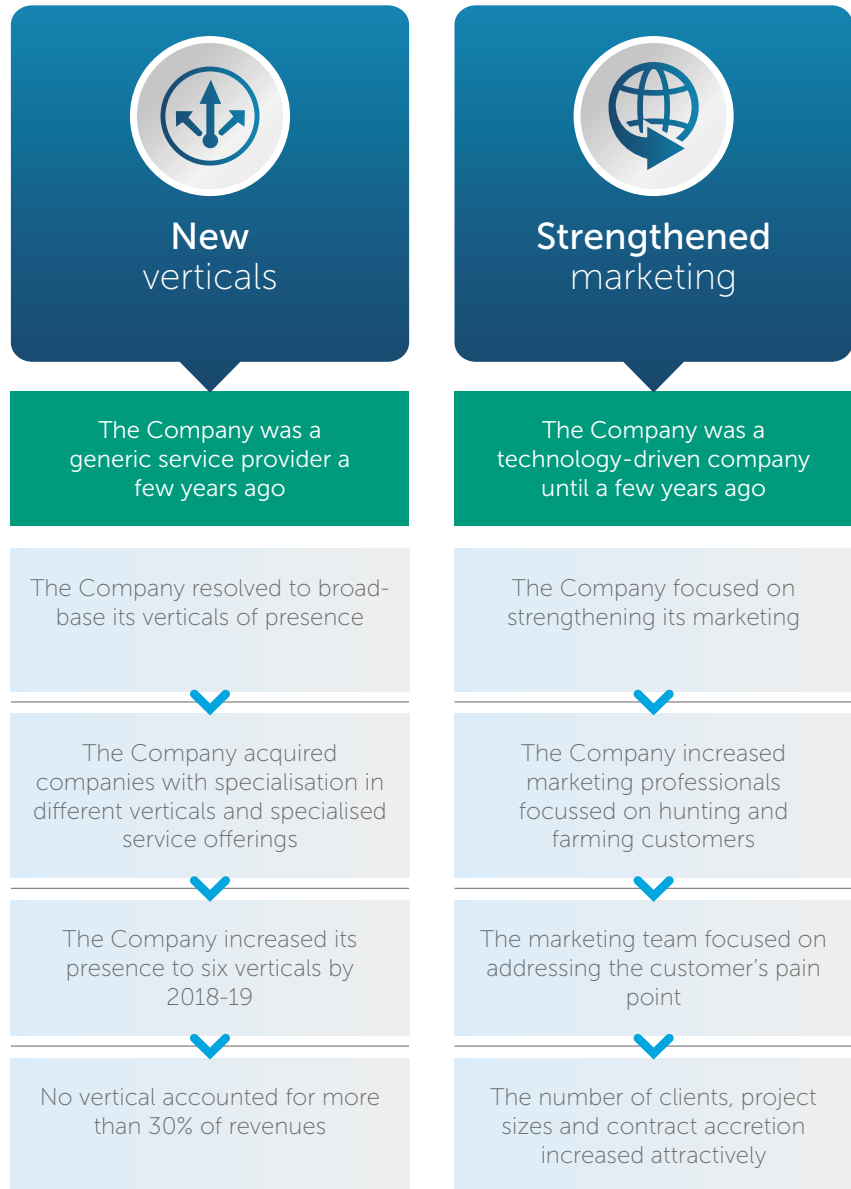 New
verticals
The Company was a
generic service provider a
few years ago
The Company resolved to broad-
base its verticals of presence
The Company acquired
companies with specialisation in
different verticals and specialised
service offerings
The Company increased its
presence to six verticals by
2018-19
No vertical accounted for more
than 30% of revenues
Strengthened
marketing
The Company was a
technology-driven company
until a few years ago
The Company focused on
strengthening its marketing
The Company increased
marketing professionals
focussed on hunting and
farming customers
The marketing team focused on
addressing the customer’s pain
point
The number of clients, project
sizes and contract accretion
increased attractively